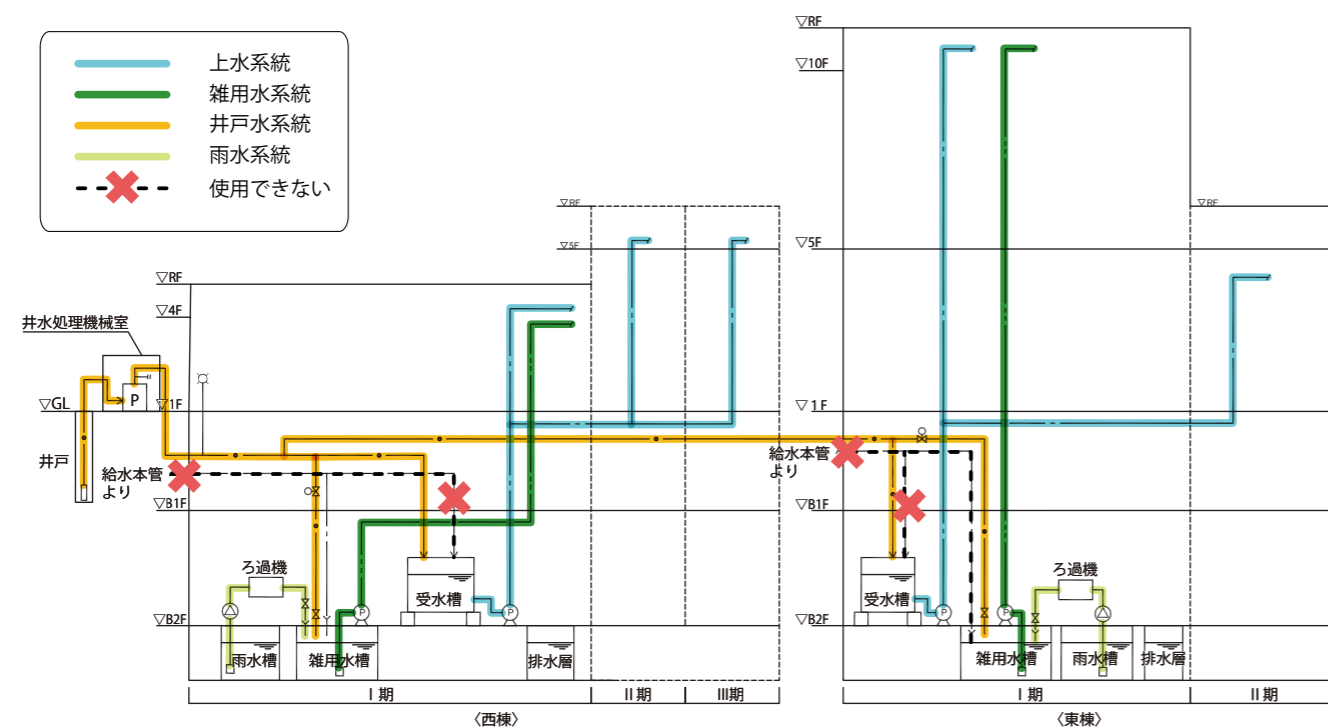 上水系統
雑用水系統
井戸水系統
雨水系統
使用できない
▽RF
▽10F
▽RF
▽RF
▽5F
▽5F
▽RF
▽4F
井水処理機械室
P
▽GL
▽1F
▽1F
井戸
給水本管
より
給水本管
より
▽B1F
▽B1F
ろ過機
受水槽
P
P
▽B2F
雨水槽
雑用水槽
排水層
受水槽
P
P
ろ過機
▽B2F
雑用水槽
雨水槽
排水層
Ⅰ期
Ⅱ期
Ⅲ期
〈西棟〉
Ⅰ期
Ⅱ期
〈東棟〉